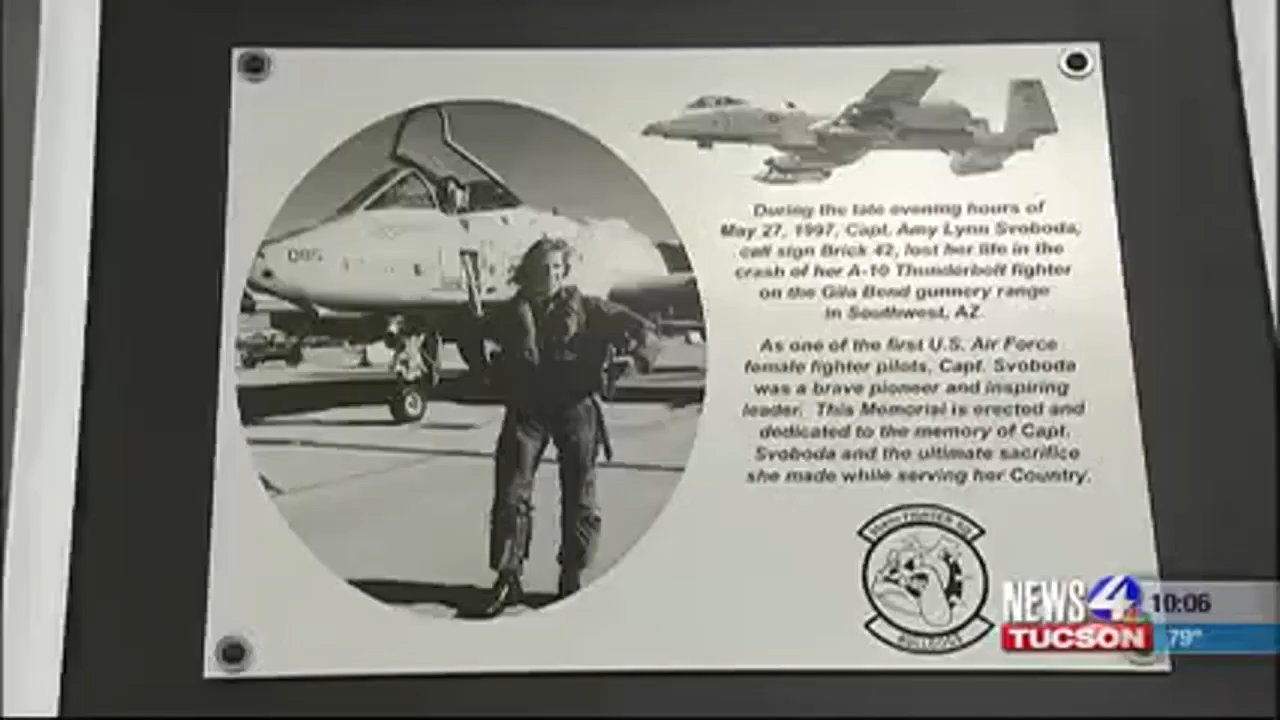 During the late evening hours of
May 27, 1997, Capt. Amy Lynn Svoboda,
call sign Brick 42, lost her life in the
crash of her A-10 Thunderbolt fighter
on the Gila Bend gunnery range
in Southwest, AZ.
As one of the first U.S. Air Force
female fighter pilots, Capt. Svoboda
was a brave pioneer and inspiring
leader. This Memorial is erected and
dedicated to the memory of Capt.
Svoboda and the ultimate sacrifice
she made while serving her Country.
FIGHTER SQ
BULLDOGS
NEWS 4
TUCSON
10:06
79°